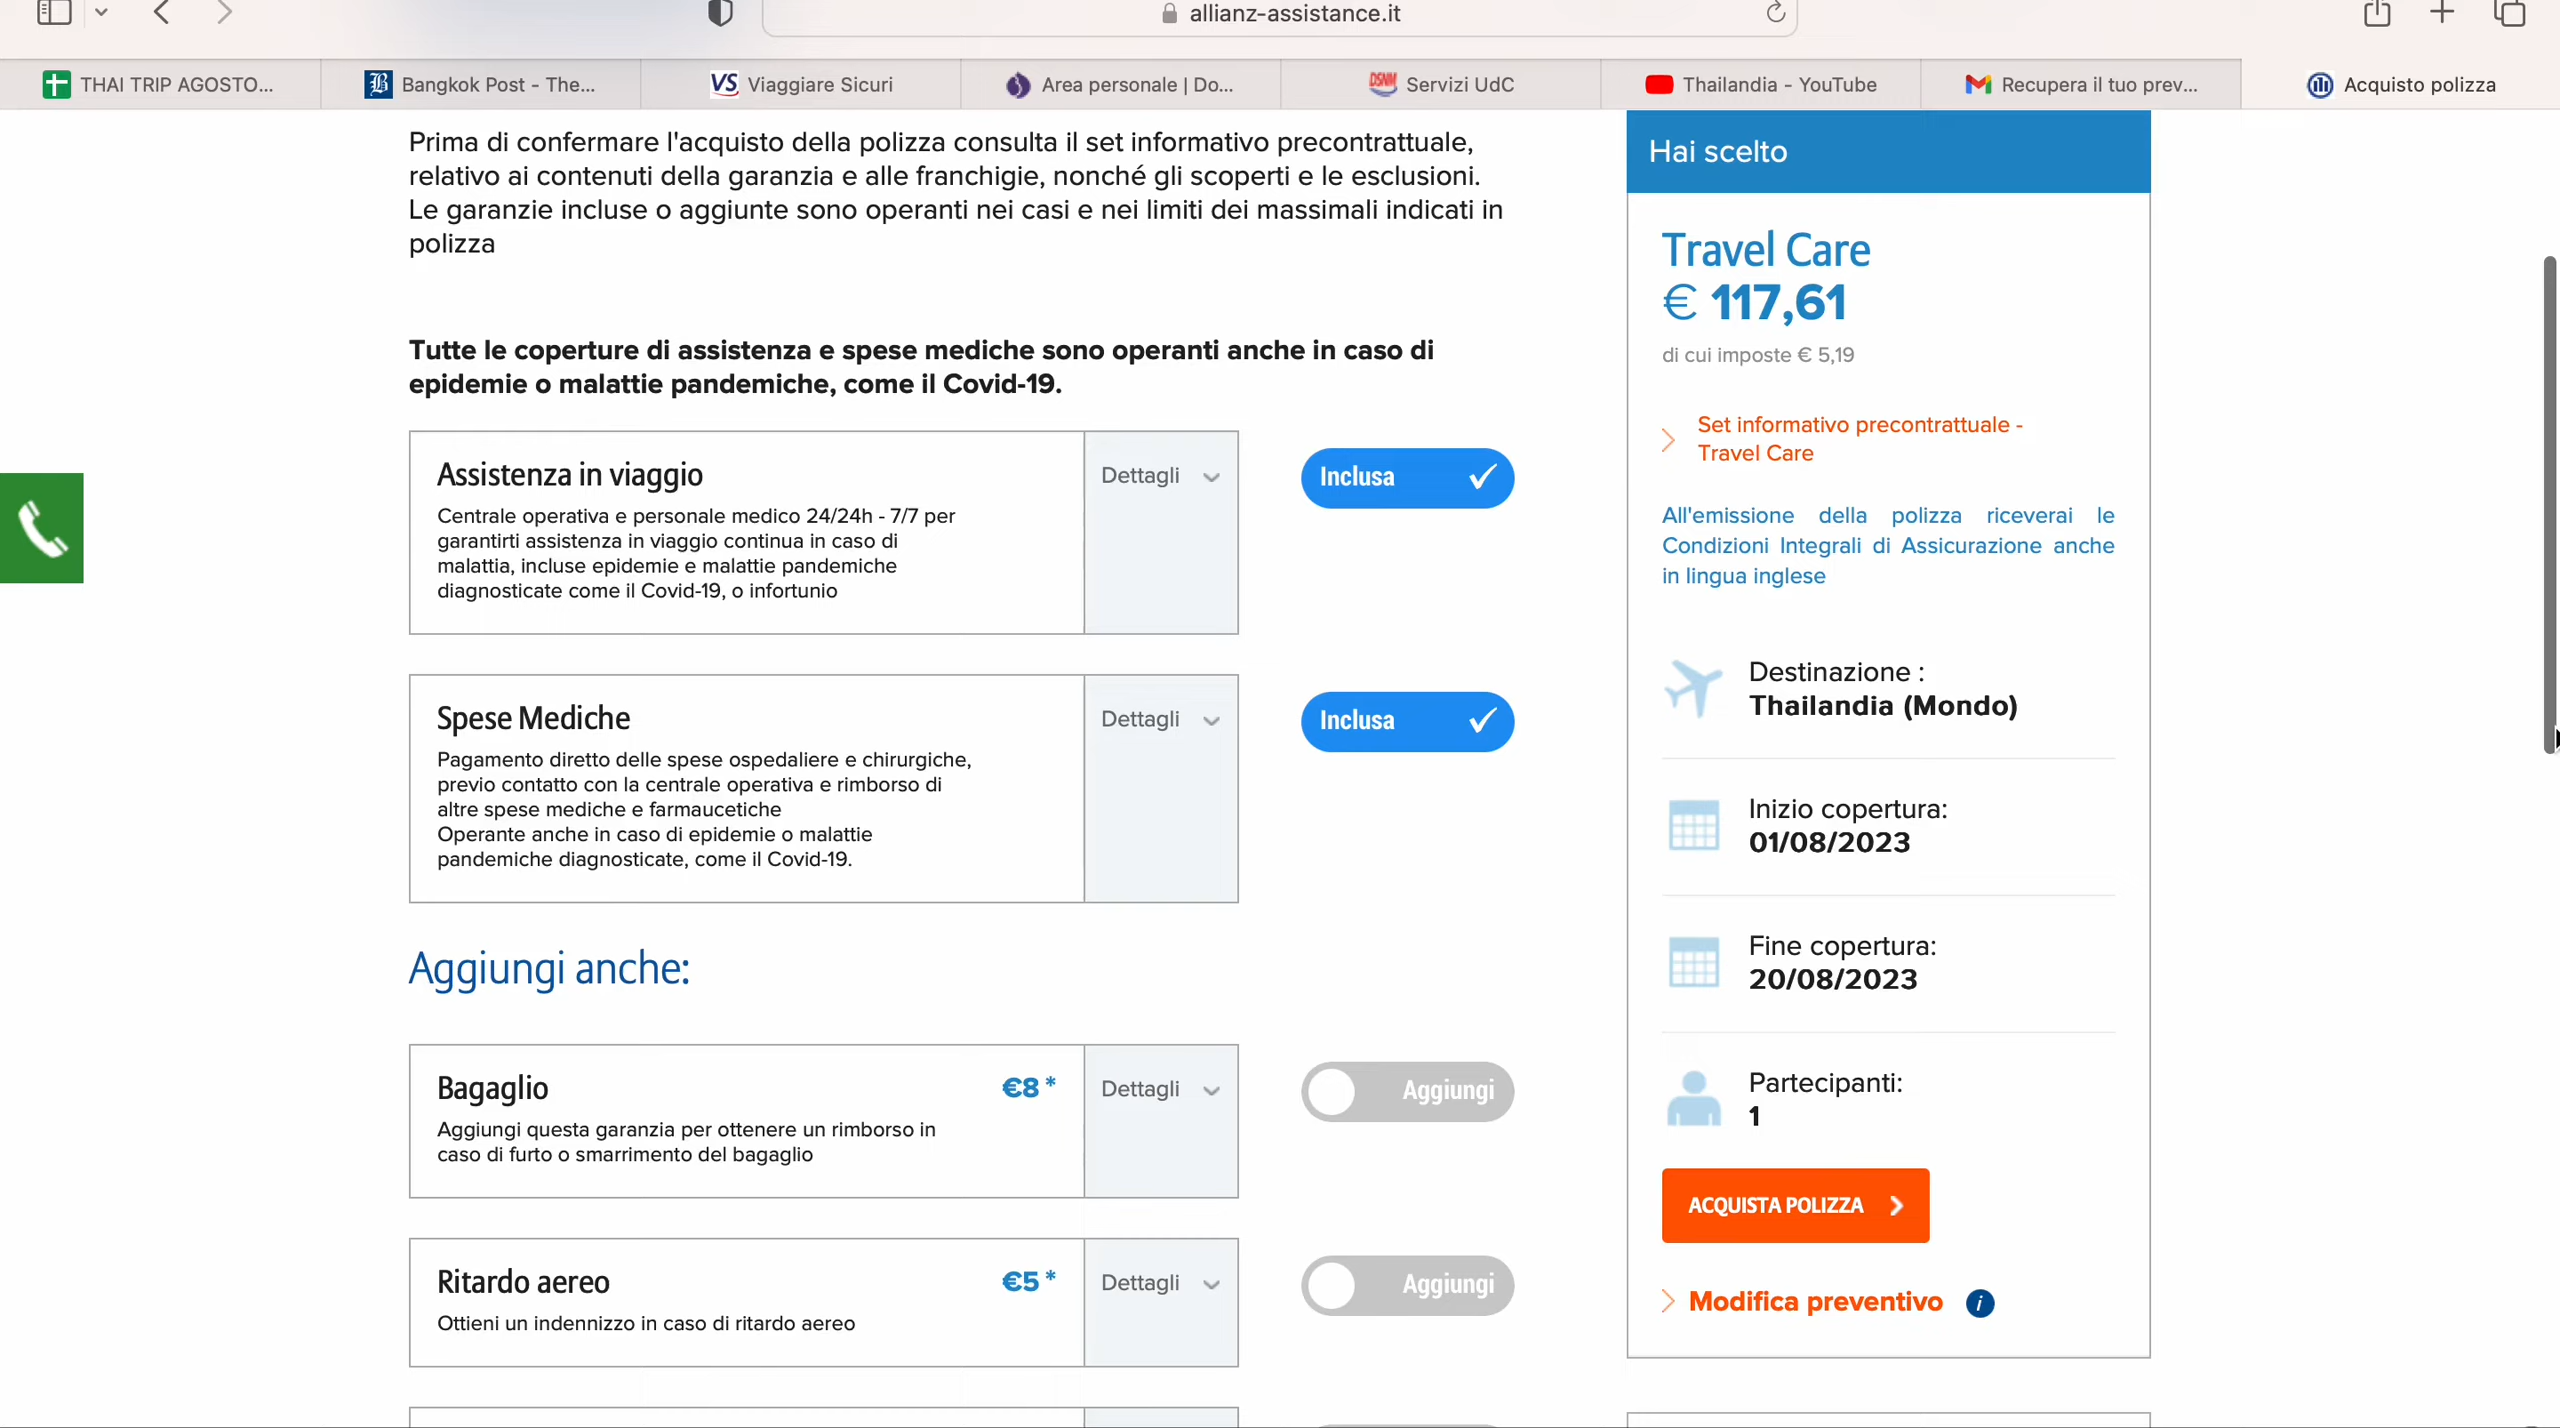 allianz-assistance.it
THAI TRIP AGOSTO...
Bangkok Post - The...
VS Viaggiare Sicuri
Area personale | Do...
DSNM Servizi UdC
Thailandia - YouTube
Recupera il tuo prev...
Acquisto polizza
Prima di confermare l'acquisto della polizza consulta il set informativo precontrattuale,
relativo ai contenuti della garanzia e alle franchigie, nonché gli scoperti e le esclusioni.
Le garanzie incluse o aggiunte sono operanti nei casi e nei limiti dei massimali indicati in
polizza
Tutte le coperture di assistenza e spese mediche sono operanti anche in caso di
epidemie o malattie pandemiche, come il Covid-19.
Assistenza in viaggio
Dettagli
Inclusa
Centrale operativa e personale medico 24/24h - 7/7 per
garantirti assistenza in viaggio continua in caso di
malattia, incluse epidemie e malattie pandemiche
diagnosticate come il Covid-19, o infortunio
Spese Mediche
Dettagli
Inclusa
Pagamento diretto delle spese ospedaliere e chirurgiche,
previo contatto con la centrale operativa e rimborso di
altre spese mediche e farmaucetiche
Operante anche in caso di epidemie o malattie
pandemiche diagnosticate, come il Covid-19.
Aggiungi anche:
Bagaglio
€8 *
Dettagli
Aggiungi
Aggiungi questa garanzia per ottenere un rimborso in
caso di furto o smarrimento del bagaglio
Ritardo aereo
€5 *
Dettagli
Aggiungi
Ottieni un indennizzo in caso di ritardo aereo
Hai scelto
Travel Care
€ 117,61
di cui imposte € 5,19
Set informativo precontrattuale -
Travel Care
All'emissione della polizza riceverai le
Condizioni Integrali di Assicurazione anche
in lingua inglese
Destinazione :
Thailandia (Mondo)
Inizio copertura:
01/08/2023
Fine copertura:
20/08/2023
Partecipanti:
1
ACQUISTA POLIZZA
Modifica preventivo i